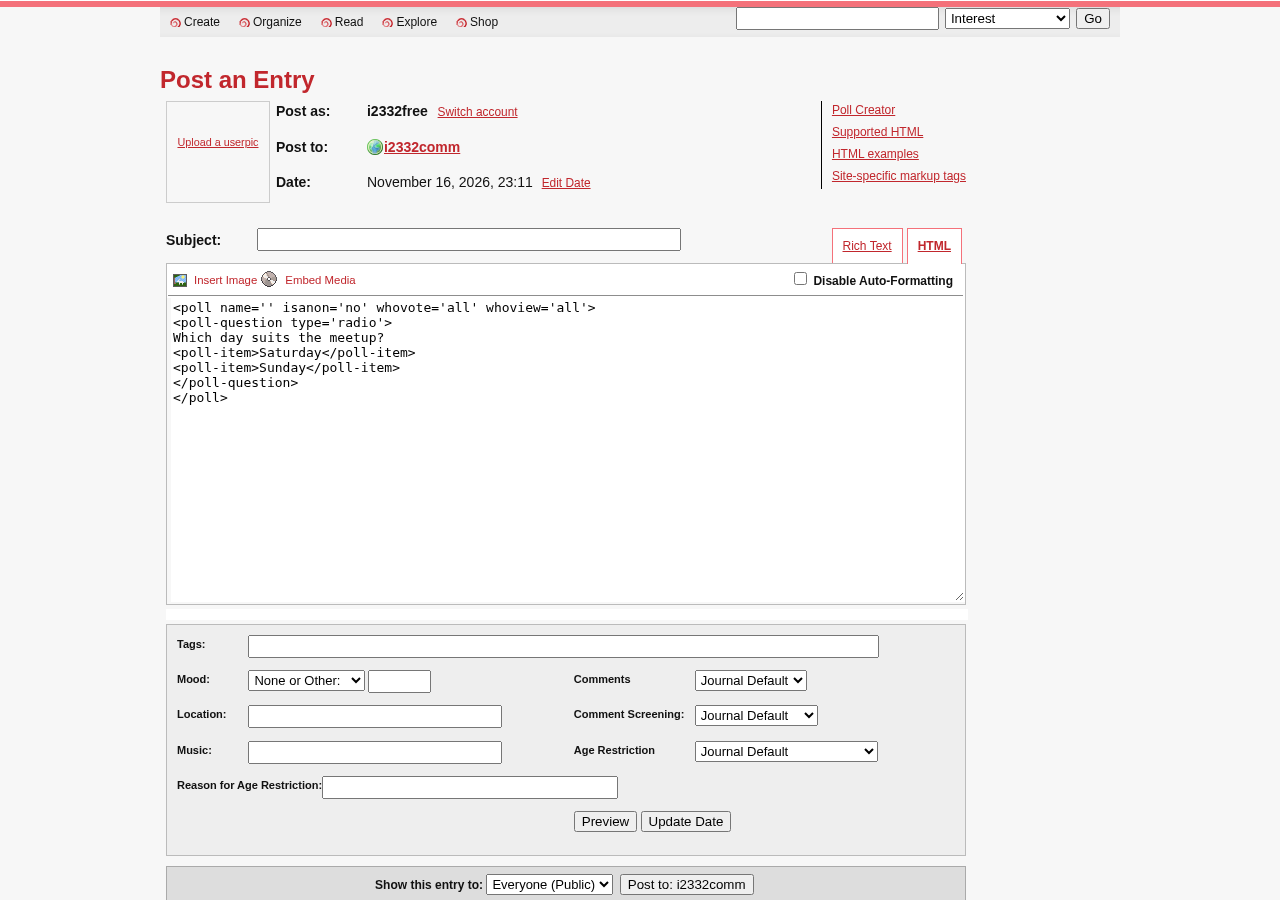 Create Organize Read Explore Shop Interest Go
Post an Entry
Upload a userpic
Post as: i2332free Switch account
Post to: i2332comm
Date: November 16, 2026, 23:11 Edit Date
Poll Creator
Supported HTML
HTML examples
Site-specific markup tags
Subject:
Rich Text HTML
Insert Image Embed Media Disable Auto-Formatting
<poll name='' isanon='no' whovote='all' whoview='all'>
<poll-question type='radio'>
Which day suits the meetup?
<poll-item>Saturday</poll-item>
<poll-item>Sunday</poll-item>
</poll-question>
</poll>
Tags:
Mood: None or Other: Comments Journal Default
Location: Comment Screening: Journal Default
Music: Age Restriction Journal Default
Reason for Age Restriction:
Preview Update Date
Show this entry to: Everyone (Public) Post to: i2332comm